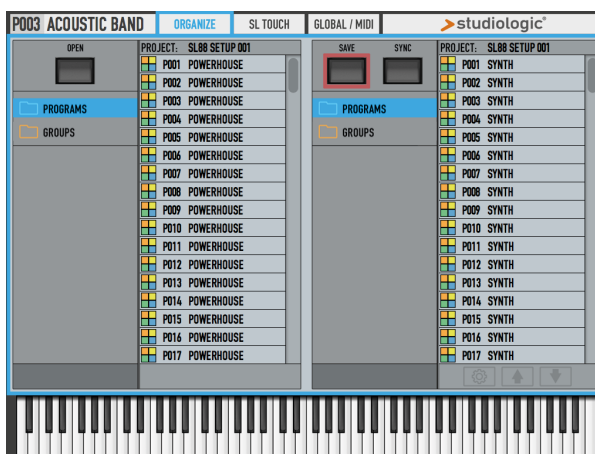 P003 ACOUSTIC BAND
ORGANIZE
SL TOUCH
GLOBAL / MIDI
studiologic®
OPEN
PROGRAMS
GROUPS
PROJECT: SL88 SETUP 001
P001 POWERHOUSE
P002 POWERHOUSE
P003 POWERHOUSE
P004 POWERHOUSE
P005 POWERHOUSE
P006 POWERHOUSE
P007 POWERHOUSE
P008 POWERHOUSE
P009 POWERHOUSE
P010 POWERHOUSE
P011 POWERHOUSE
P012 POWERHOUSE
P013 POWERHOUSE
P014 POWERHOUSE
P015 POWERHOUSE
P016 POWERHOUSE
P017 POWERHOUSE
SAVE
SYNC
PROGRAMS
GROUPS
PROJECT: SL88 SETUP 001
P001 SYNTH
P002 SYNTH
P003 SYNTH
P004 SYNTH
P005 SYNTH
P006 SYNTH
P007 SYNTH
P008 SYNTH
P009 SYNTH
P010 SYNTH
P011 SYNTH
P012 SYNTH
P013 SYNTH
P014 SYNTH
P015 SYNTH
P016 SYNTH
P017 SYNTH